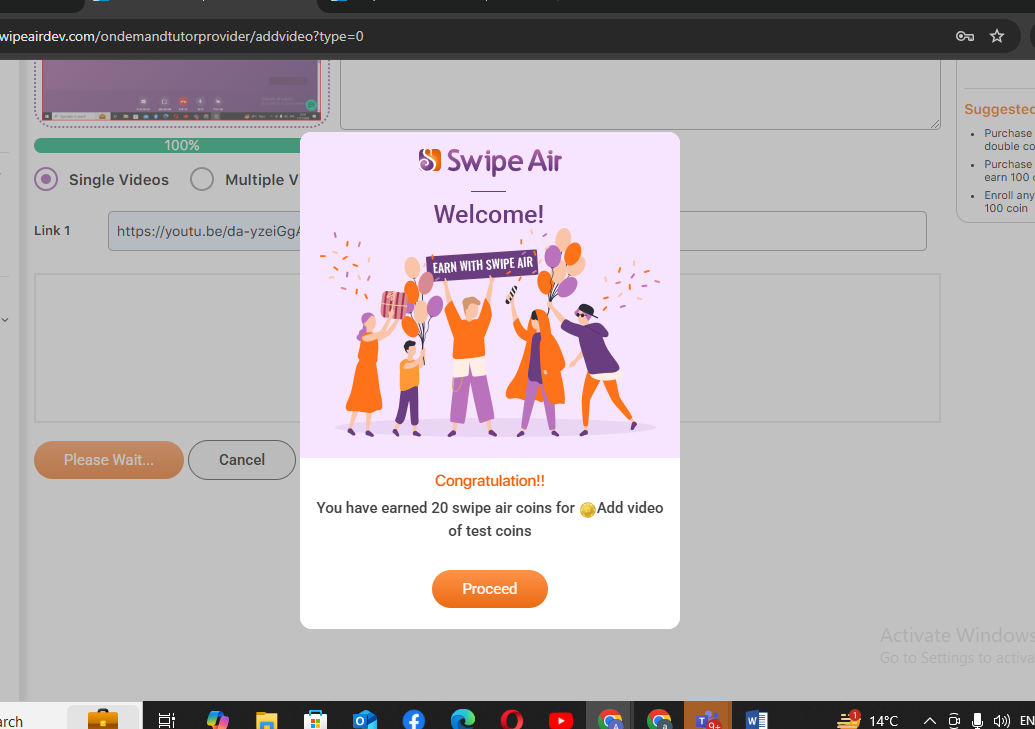 wipeairdev.com/ondemandtutorprovider/addvideo?type=0
100%
Single Videos
Multiple V
Link 1
https://youtu.be/da-yzeiGgA
Suggested
Purchase
double co
Purchase
earn 100 c
Enroll any
100 coin
Swipe Air
Welcome!
EARN WITH SWIPE AIR
Congratulation!!
You have earned 20 swipe air coins for Add video
of test coins
Proceed
Please Wait...
Cancel
Activate Windows
Go to Settings to activa
arch
1
14°C
9+
EN